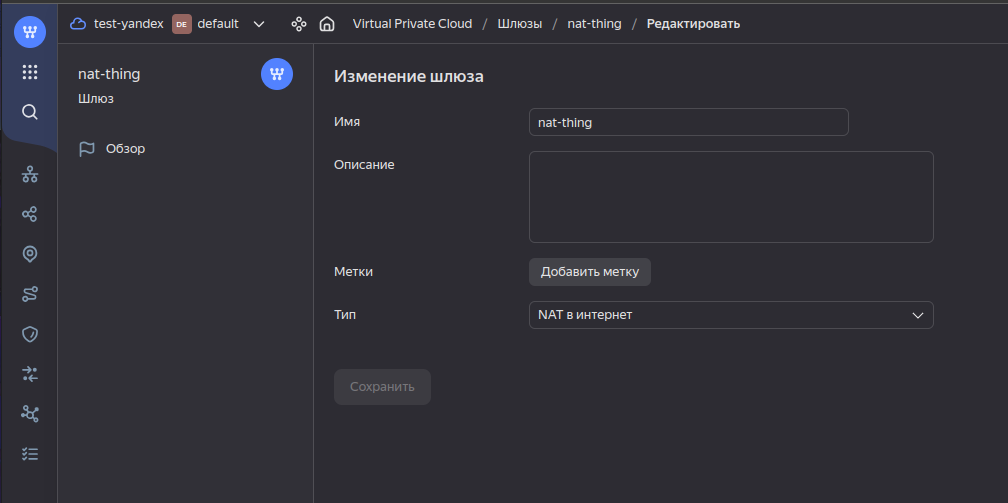 test-yandex DE default Virtual Private Cloud / Шлюзы / nat-thing / Редактировать
nat-thing
Шлюз
Обзор
Изменение шлюза
Имя nat-thing
Описание
Метки Добавить метку
Тип NAT в интернет
Сохранить